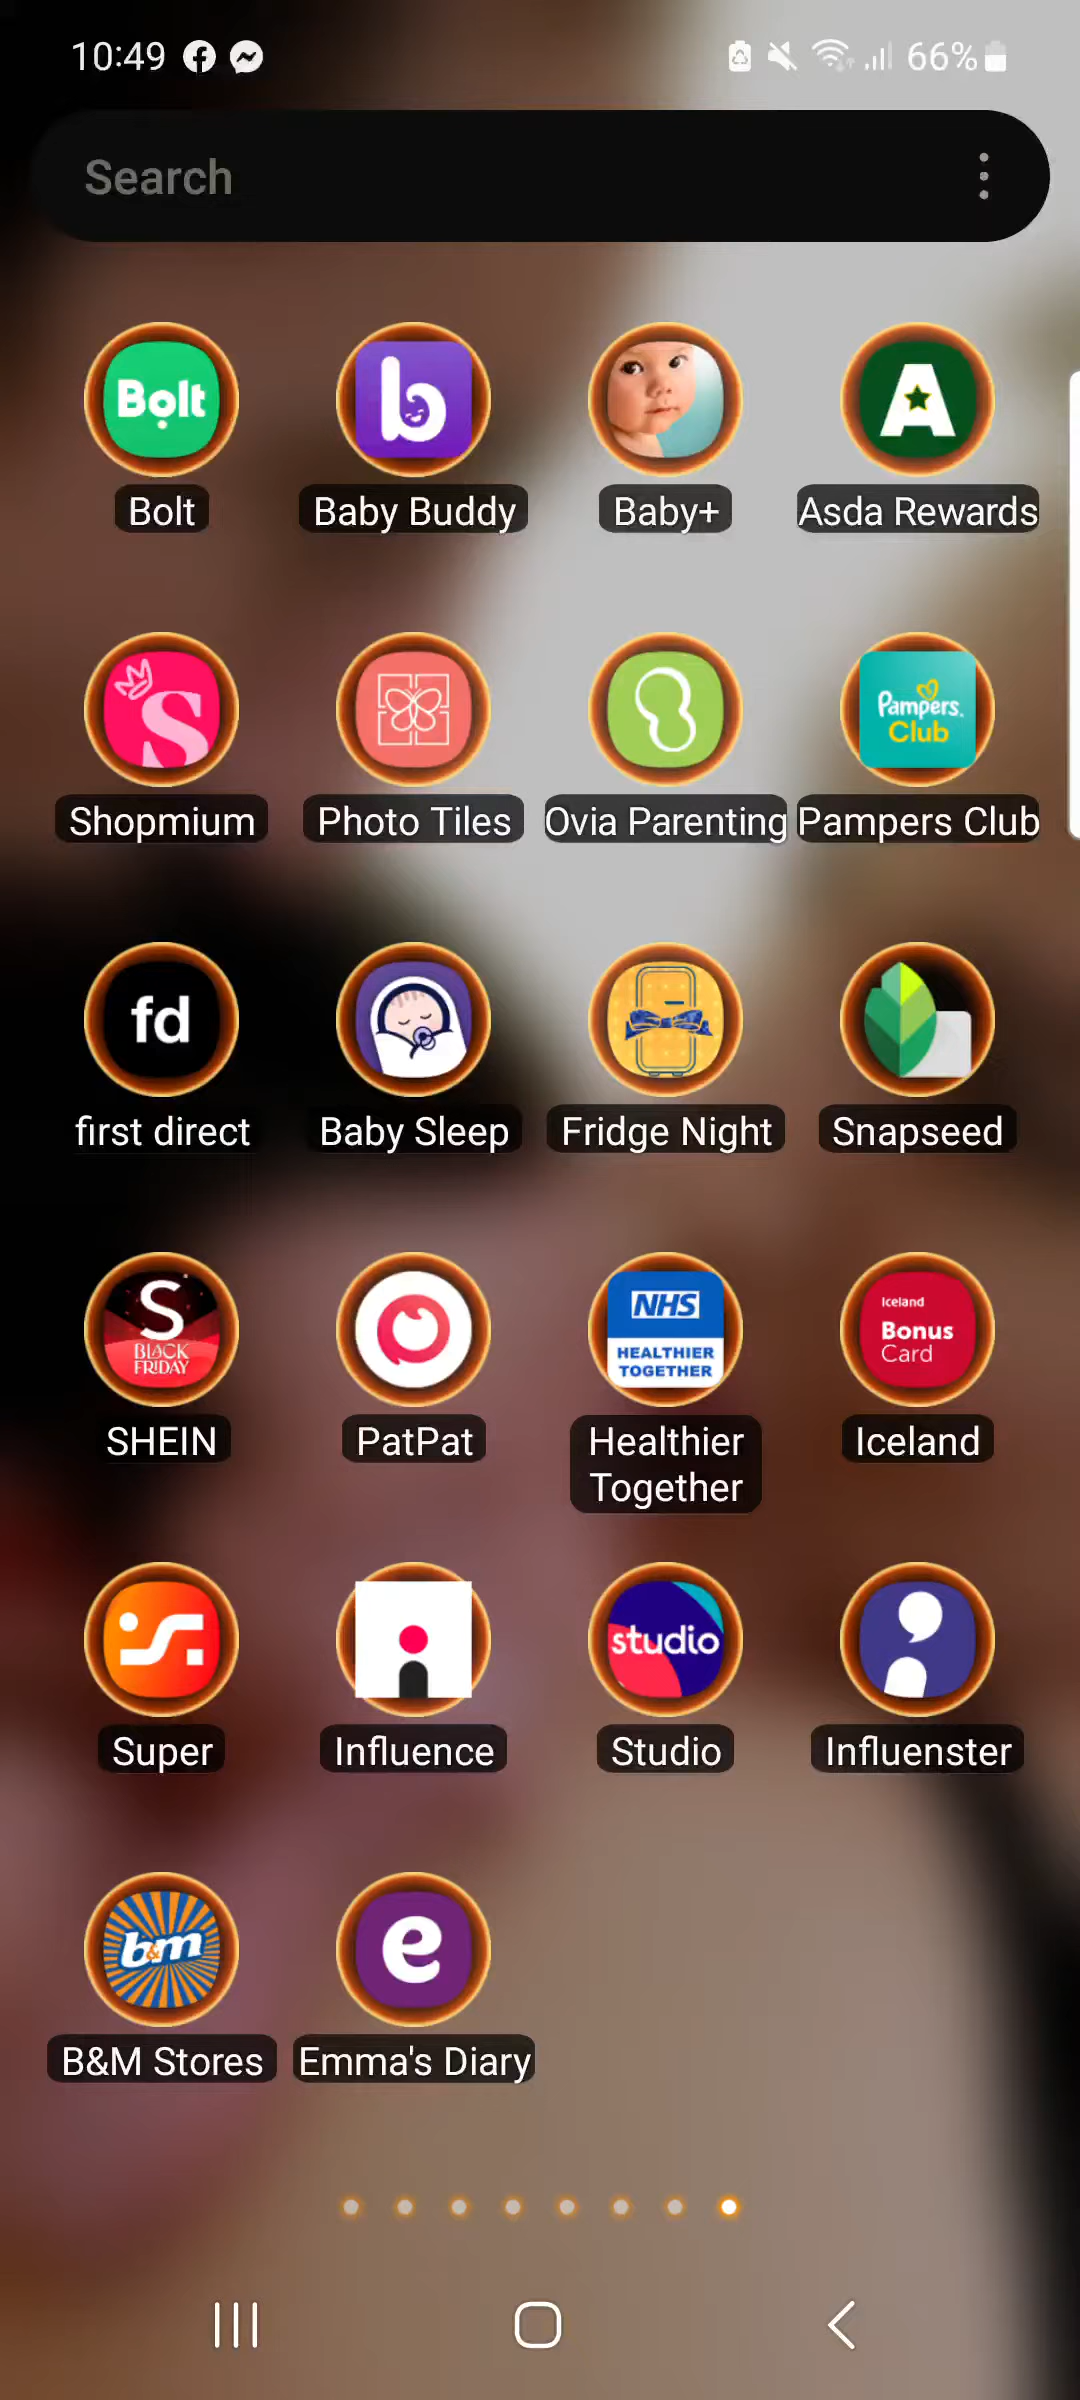 10:49 66%
Search
Bolt
b
A
Bolt
Baby Buddy
Baby+
Asda Rewards
S
Pampers
Club
Shopmium
Photo Tiles
Ovia Parenting
Pampers Club
fd
first direct
Baby Sleep
Fridge Night
Snapseed
S
BLACK
FRIDAY
NHS
HEALTHIER
TOGETHER
Iceland
Bonus
Card
SHEIN
PatPat
Healthier
Together
Iceland
studio
Super
Influence
Studio
Influenster
b&m
e
B&M Stores
Emma's Diary